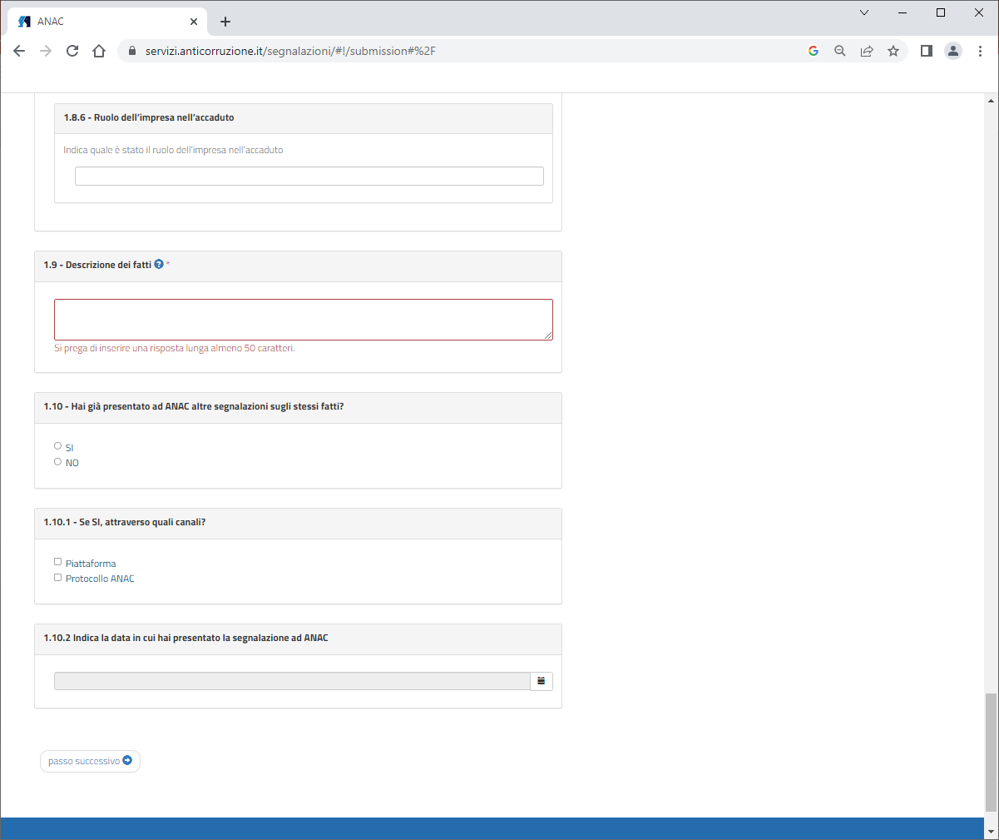 ANAC
servizi.anticorruzione.it/segnalazioni/#!/submission#%2F
1.8.6 - Ruolo dell'impresa nell'accaduto
Indica quale è stato il ruolo dell'impresa nell'accaduto
1.9 - Descrizione dei fatti ? *
Si prega di inserire una risposta lunga almeno 50 caratteri.
1.10 - Hai già presentato ad ANAC altre segnalazioni sugli stessi fatti?
SI
NO
1.10.1 - Se SI, attraverso quali canali?
Piattaforma
Protocollo ANAC
1.10.2 Indica la data in cui hai presentato la segnalazione ad ANAC
passo successivo